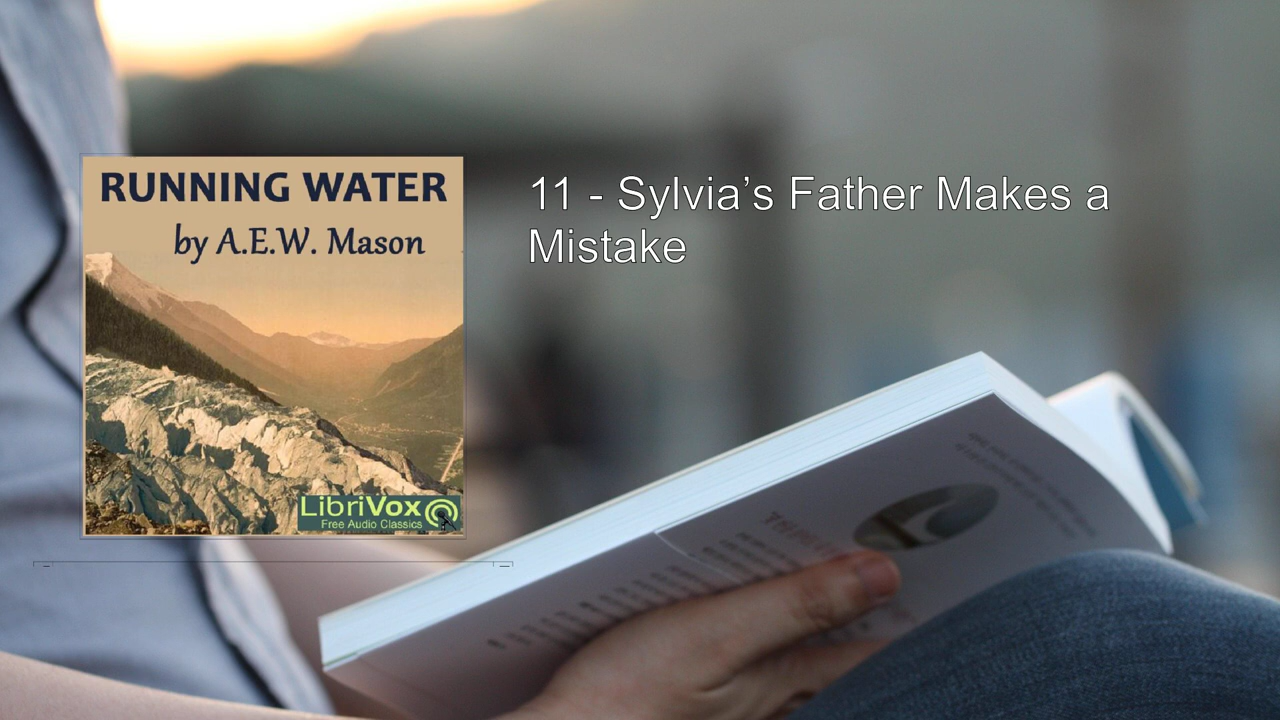 RUNNING WATER
by A.E.W. Mason
LibriVox
Free Audio Classics
11 - Sylvia’s Father Makes a
Mistake